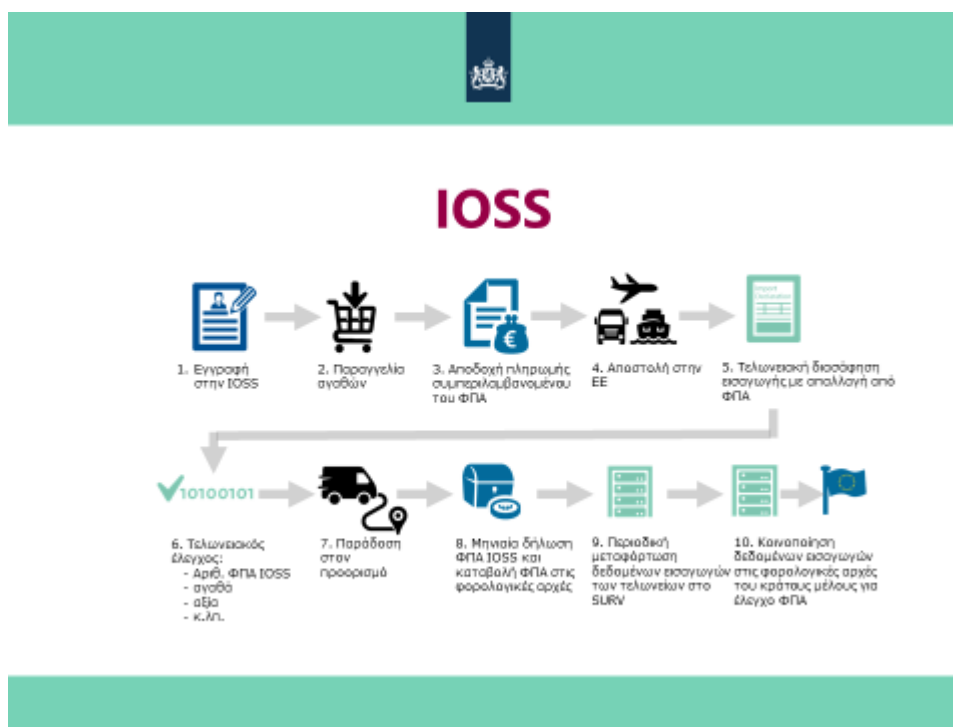 IOSS
Import
Declaration
1. Εγγραφή
στην IOSS
2. Παραγγελία
αγαθών
3. Αποδοχή πληρωμής
συμπεριλαμβανομένου
του ΦΠΑ
4. Αποστολή στην
ΕΕ
5. Τελωνειακή διασάφηση
εισαγωγής με απαλλαγή από
ΦΠΑ
10100101
6. Τελωνειακός
έλεγχος:
- Αριθ. ΦΠΑ IOSS
- αγαθά
- αξία
- κ.λπ.
7. Παράδοση
στον
προορισμό
8. Μηνιαία δήλωση
ΦΠΑ IOSS και
καταβολή ΦΠΑ στις
φορολογικές αρχές
9. Περιοδική
μεταφόρτωση
δεδομένων εισαγωγών
των τελωνείων στο
SURV
10. Κοινοποίηση
δεδομένων εισαγωγών
στις φορολογικές αρχές
του κράτους μέλους για
έλεγχο ΦΠΑ